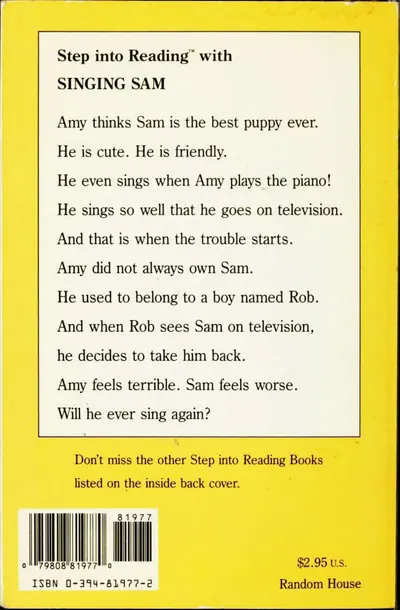 Step into Reading™ with
SINGING SAM
Amy thinks Sam is the best puppy ever.
He is cute. He is friendly.
He even sings when Amy plays the piano!
He sings so well that he goes on television.
And that is when the trouble starts.
Amy did not always own Sam.
He used to belong to a boy named Rob.
And when Rob sees Sam on television,
he decides to take him back.
Amy feels terrible. Sam feels worse.
Will he ever sing again?
Don't miss the other Step into Reading Books
listed on the inside back cover.
81977
0 79808 81977 0
ISBN 0-394-81977-2
$2.95 U.S.
Random House